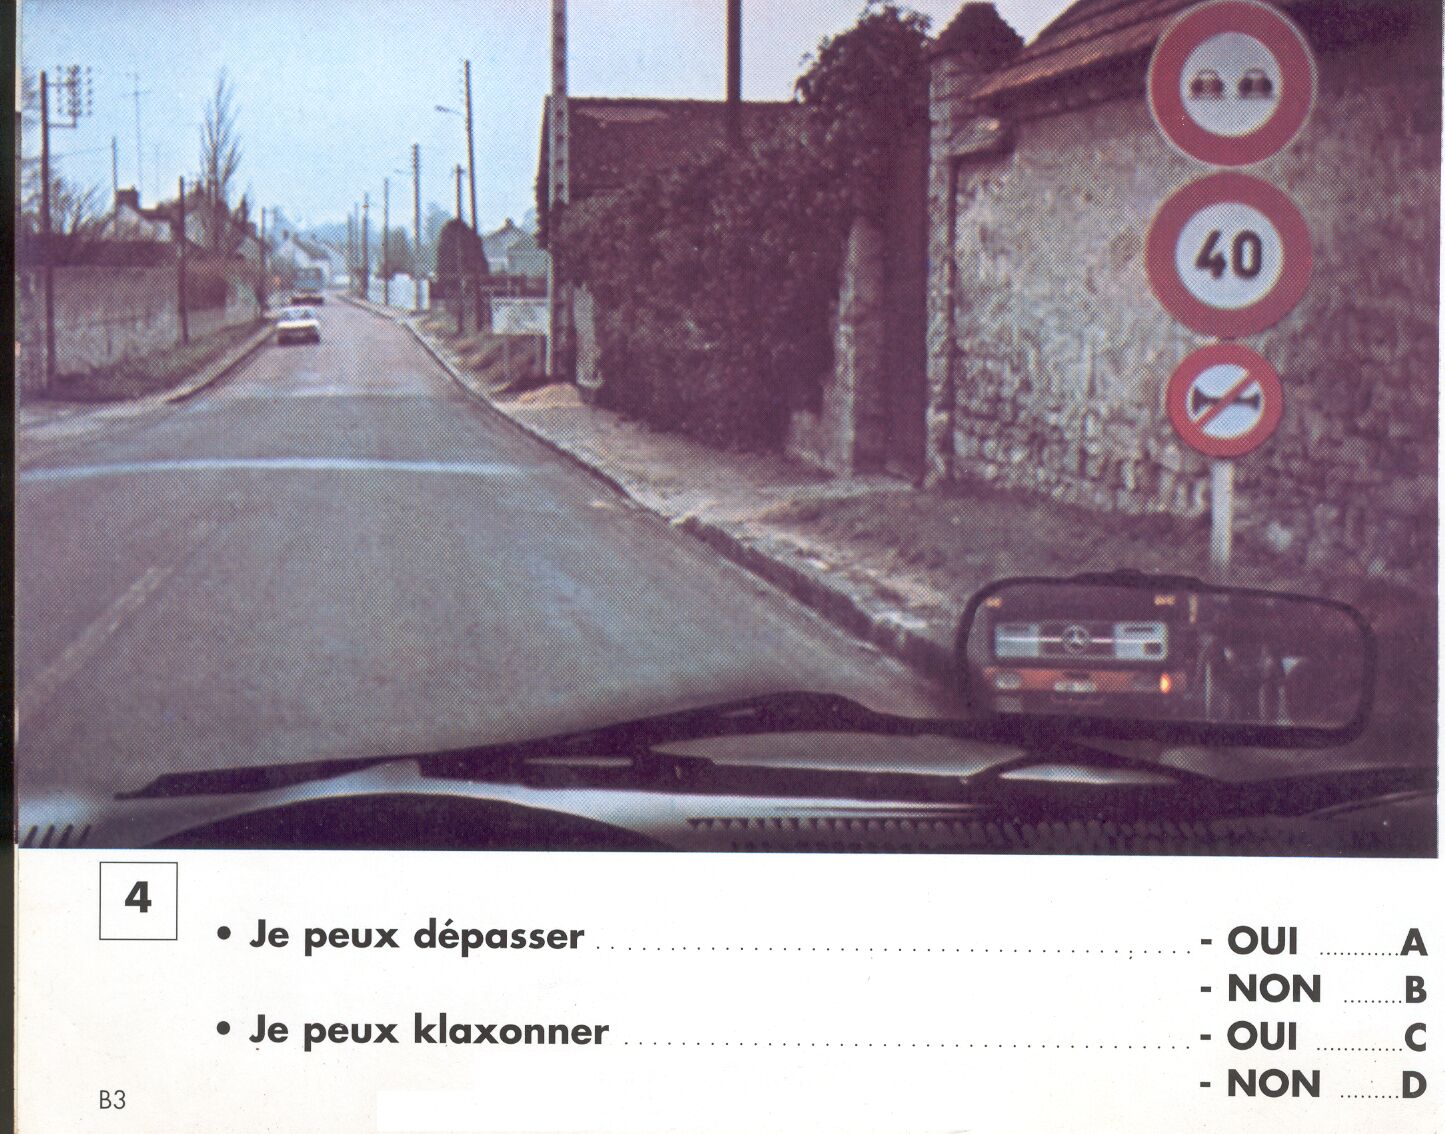 40
4
• Je peux dépasser ............................................ - OUI ............A
- NON .........B
• Je peux klaxonner .......................................... - OUI ............C
- NON .........D
B3